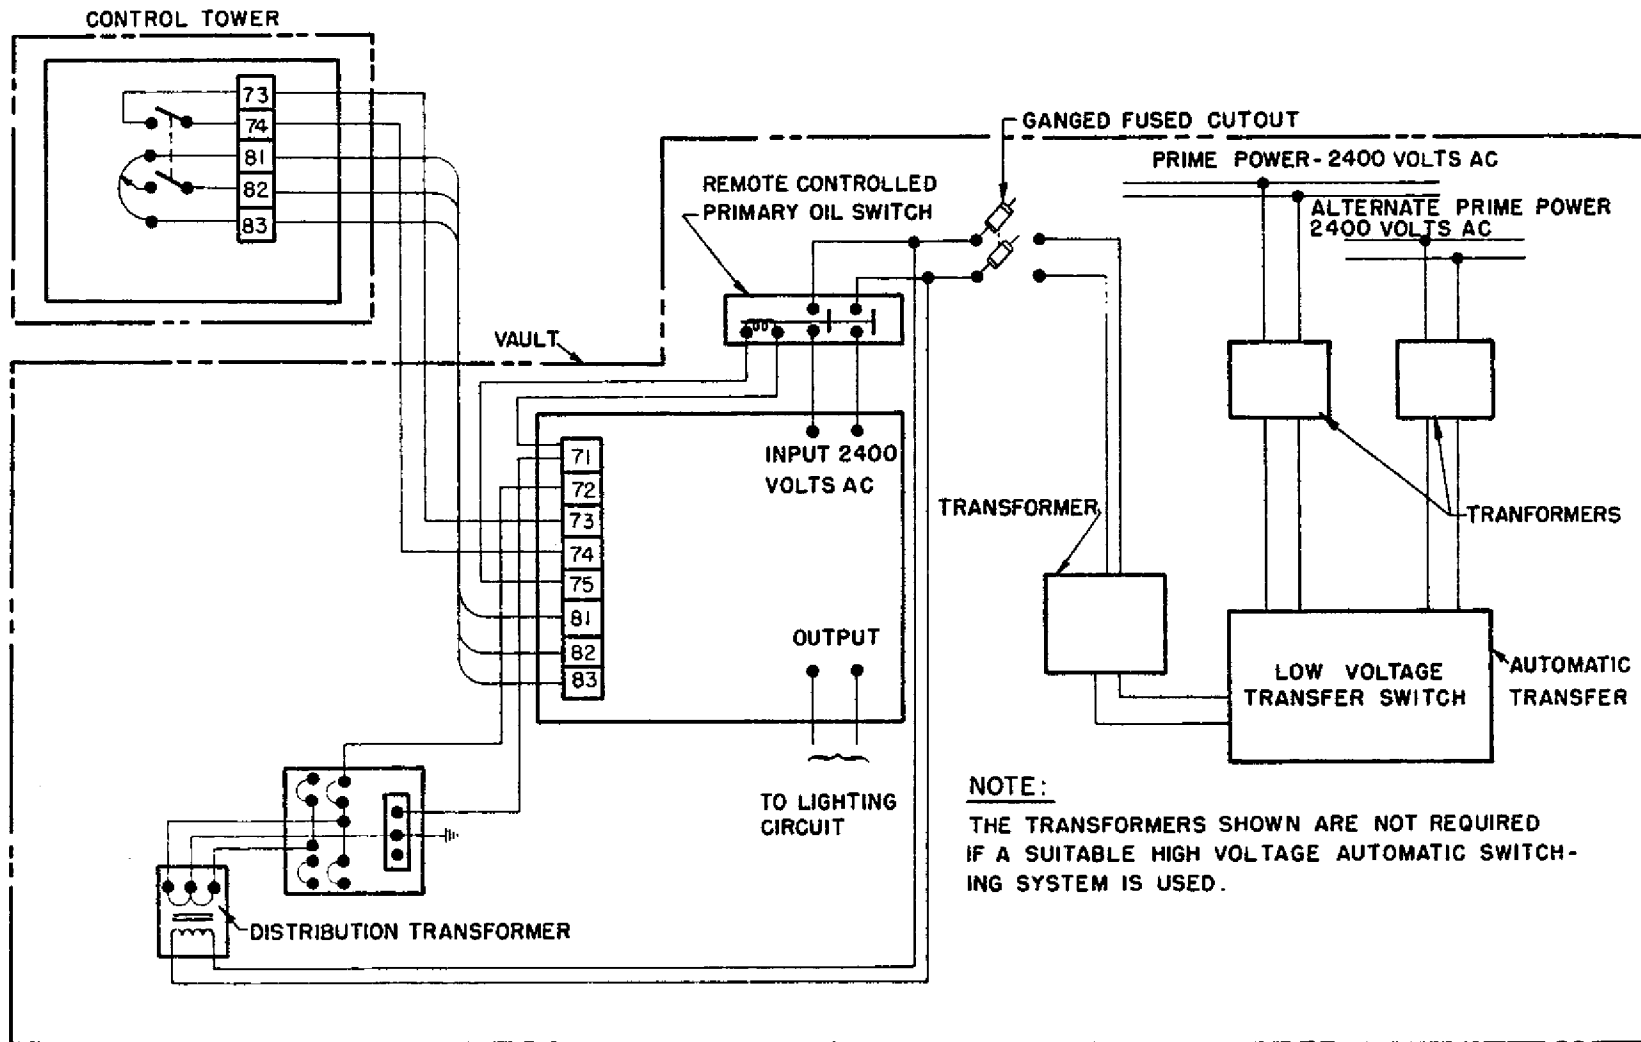 CONTROL TOWER
73
74
81
82
83
GANGED FUSED CUTOUT
PRIME POWER- 2400 VOLTS AC
ALTERNATE PRIME POWER
2400 VOLTS AC
REMOTE CONTROLLED
PRIMARY OIL SWITCH
VAULT
INPUT 2400
VOLTS AC
71
72
73
74
75
81
82
83
OUTPUT
TO LIGHTING
CIRCUIT
TRANSFORMER
TRANFORMERS
LOW VOLTAGE
TRANSFER SWITCH
AUTOMATIC
TRANSFER
DISTRIBUTION TRANSFORMER
NOTE:
THE TRANSFORMERS SHOWN ARE NOT REQUIRED
IF A SUITABLE HIGH VOLTAGE AUTOMATIC SWITCH-
ING SYSTEM IS USED.